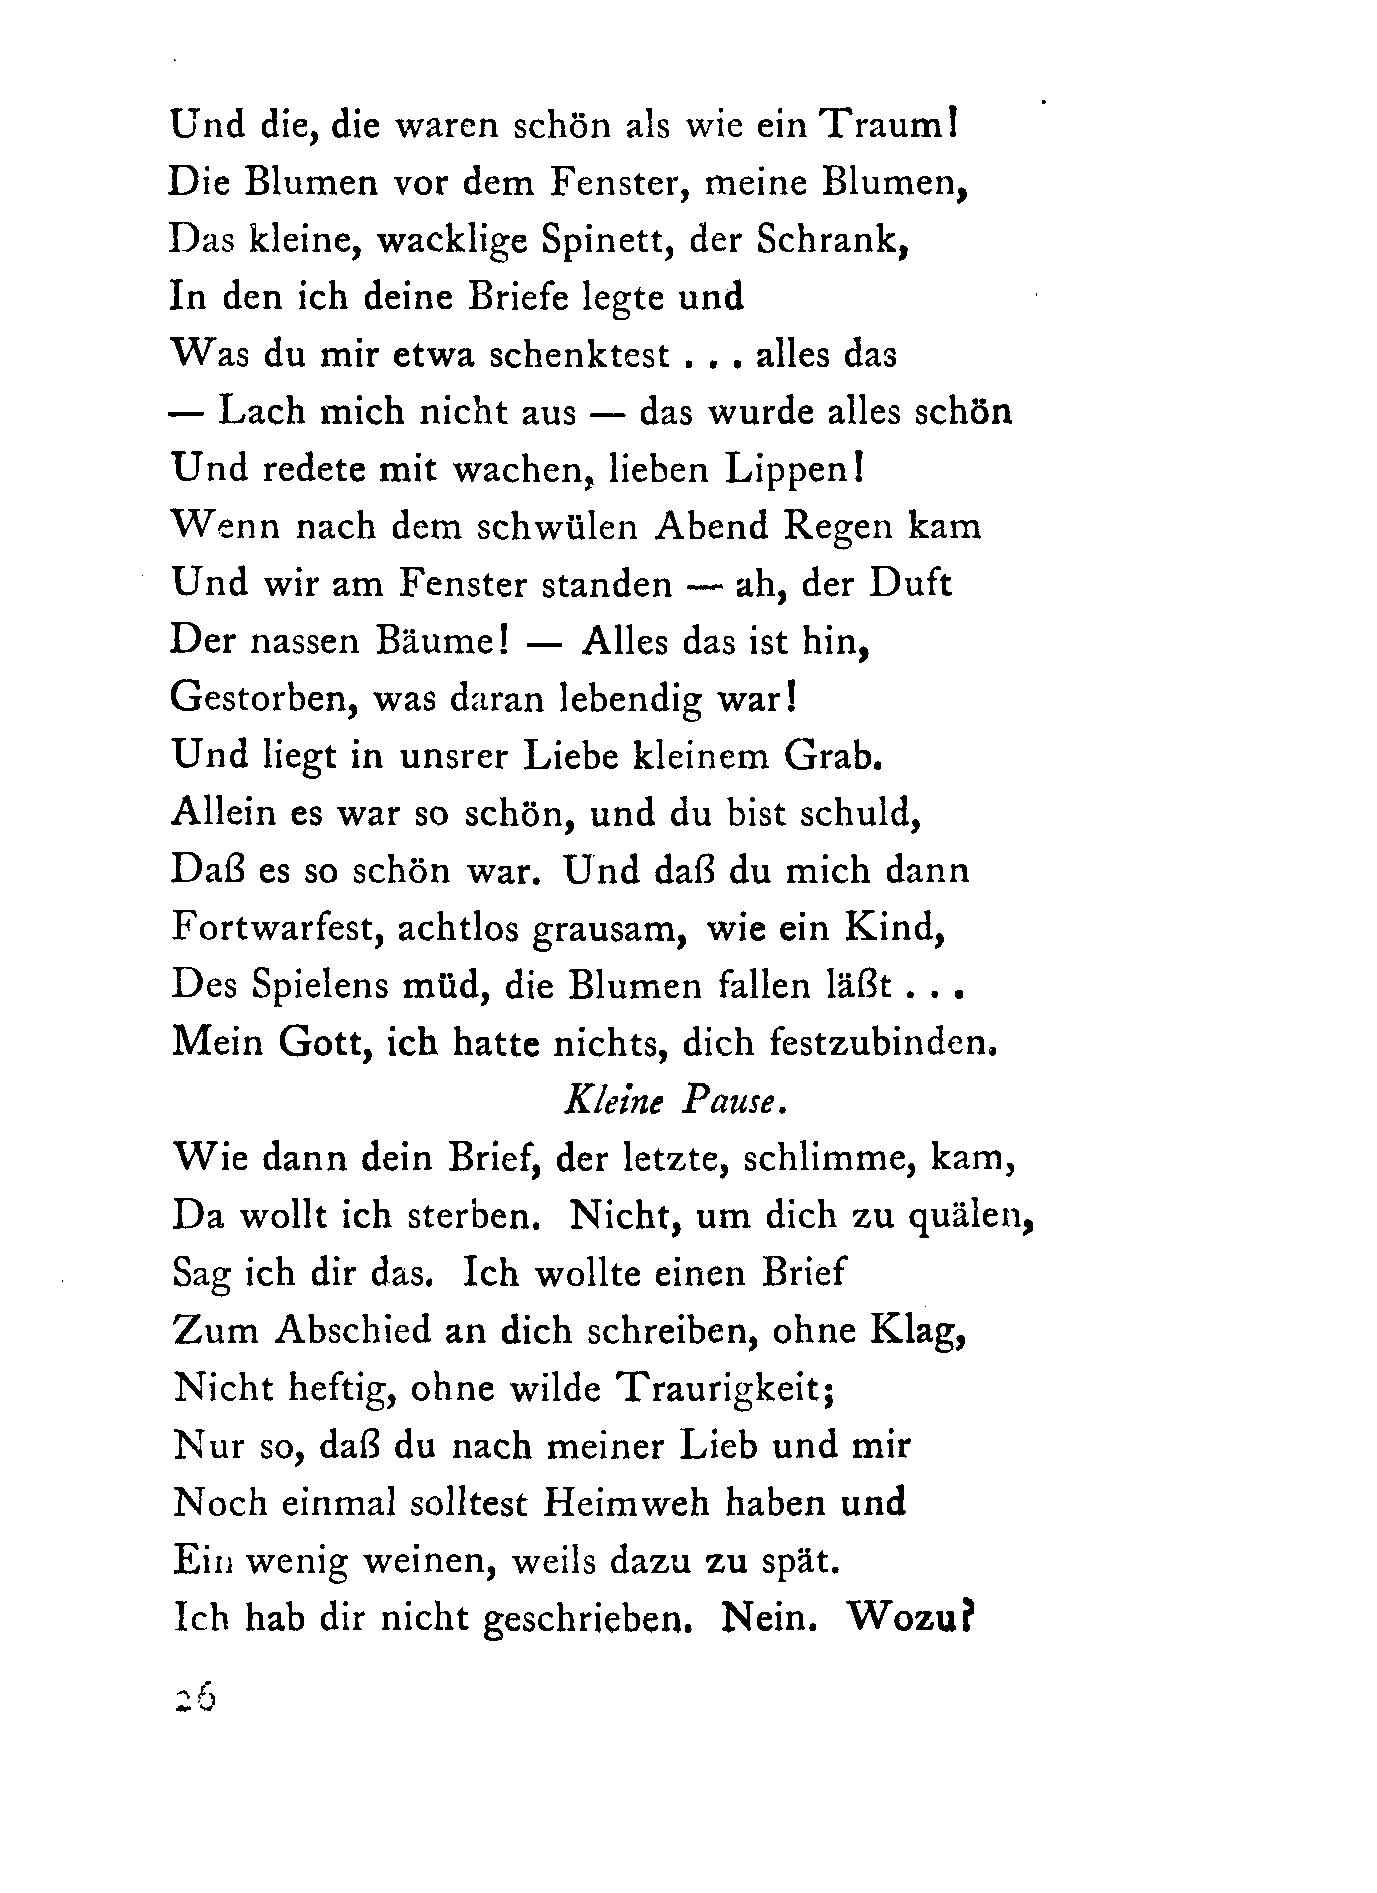 Und die, die waren schön als wie ein Traum!
Die Blumen vor dem Fenster, meine Blumen,
Das kleine, wacklige Spinett, der Schrank,
In den ich deine Briefe legte und
Was du mir etwa schenktest . . . alles das
— Lach mich nicht aus — das wurde alles schön
Und redete mit wachen, lieben Lippen!
Wenn nach dem schwülen Abend Regen kam
Und wir am Fenster standen — ah, der Duft
Der nassen Bäume! — Alles das ist hin,
Gestorben, was daran lebendig war!
Und liegt in unsrer Liebe kleinem Grab.
Allein es war so schön, und du bist schuld,
Daß es so schön war. Und daß du mich dann
Fortwarfest, achtlos grausam, wie ein Kind,
Des Spielens müd, die Blumen fallen läßt . . .
Mein Gott, ich hatte nichts, dich festzubinden.
Kleine Pause.
Wie dann dein Brief, der letzte, schlimme, kam,
Da wollt ich sterben. Nicht, um dich zu quälen,
Sag ich dir das. Ich wollte einen Brief
Zum Abschied an dich schreiben, ohne Klag,
Nicht heftig, ohne wilde Traurigkeit;
Nur so, daß du nach meiner Lieb und mir
Noch einmal solltest Heimweh haben und
Ein wenig weinen, weils dazu zu spät.
Ich hab dir nicht geschrieben. Nein. Wozu?
26